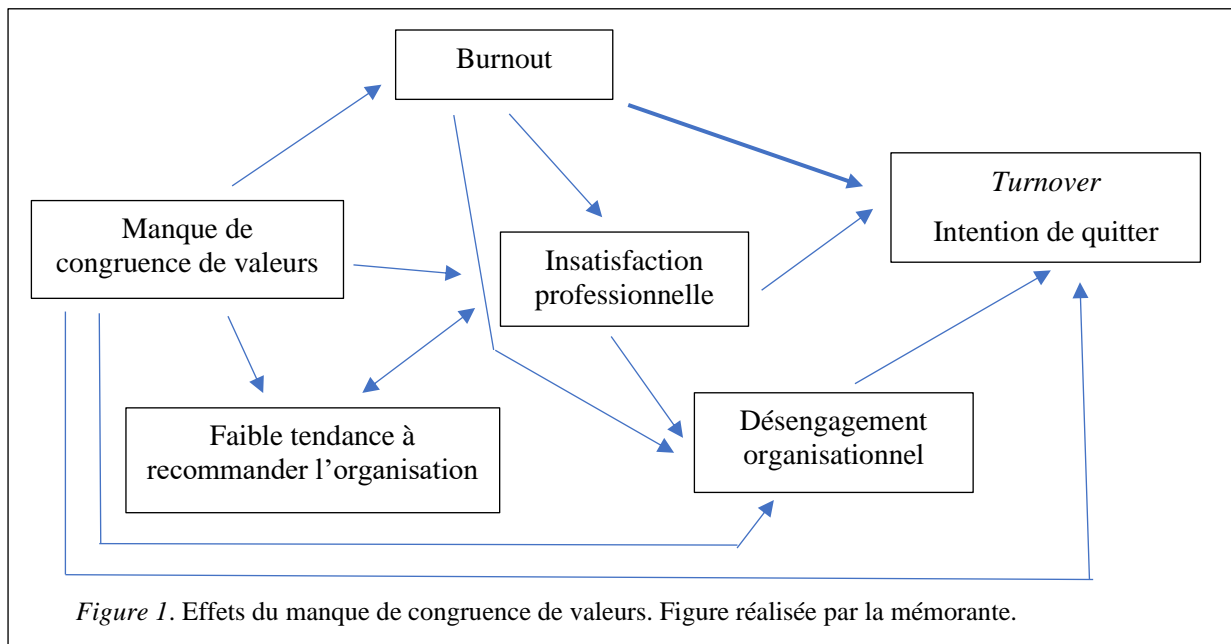 Burnout
Turnover
Intention de quitter
Manque de
congruence de valeurs
Insatisfaction
professionnelle
Faible tendance à
recommander l’organisation
Désengagement
organisationnel
Figure 1. Effets du manque de congruence de valeurs. Figure réalisée par la mémorante.